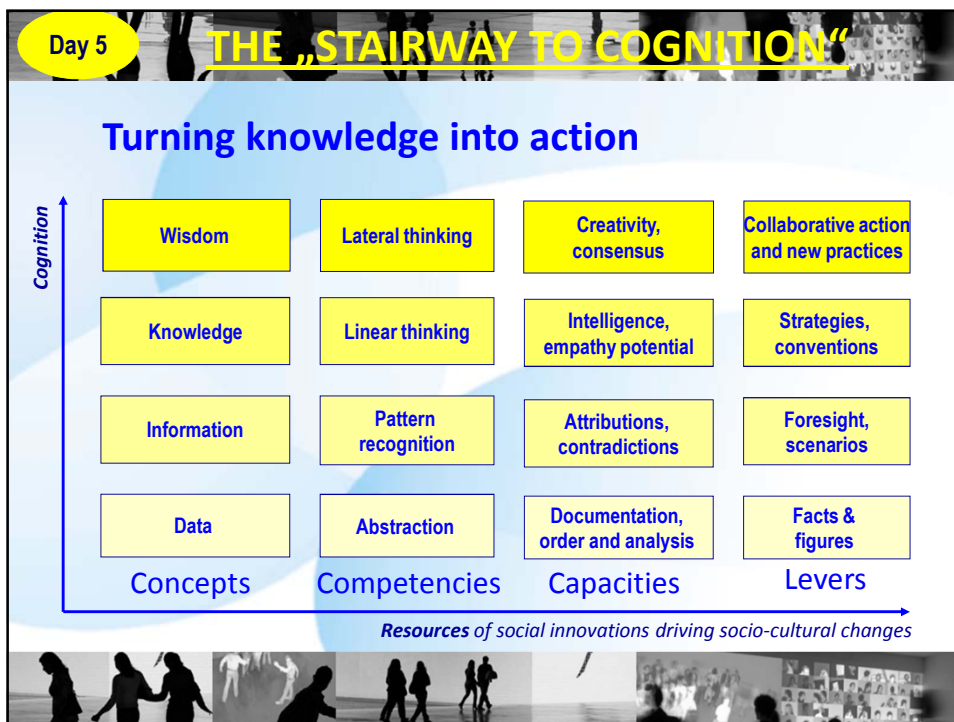 Day 5
THE „STAIRWAY TO COGNITION“
Turning knowledge into action
Cognition
Wisdom
Lateral thinking
Creativity,
consensus
Collaborative action
and new practices
Knowledge
Linear thinking
Intelligence,
empathy potential
Strategies,
conventions
Information
Pattern
recognition
Attributions,
contradictions
Foresight,
scenarios
Data
Abstraction
Documentation,
order and analysis
Facts &
figures
Concepts
Competencies
Capacities
Levers
Resources of social innovations driving socio-cultural changes